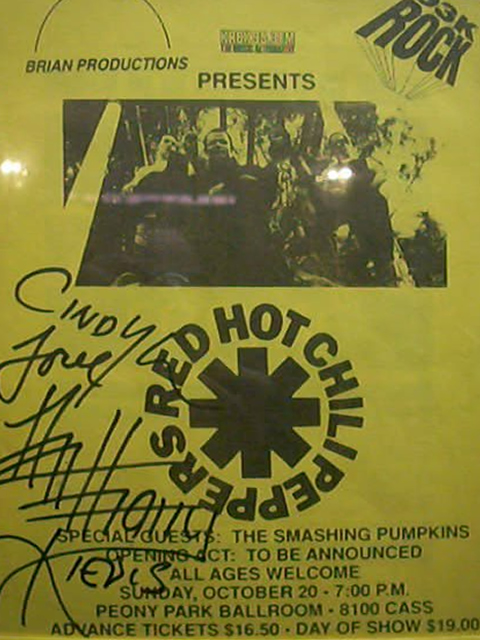 BRIAN PRODUCTIONS
PRESENTS
ROCK
RED HOT CHILI PEPPERS
CINDY
Love
Anthony
Kiedis
SPECIAL GUESTS: THE SMASHING PUMPKINS
OPENING ACT: TO BE ANNOUNCED
ALL AGES WELCOME
SUNDAY, OCTOBER 20 - 7:00 P.M.
PEONY PARK BALLROOM - 8100 CASS
ADVANCE TICKETS $16.50 - DAY OF SHOW $19.00